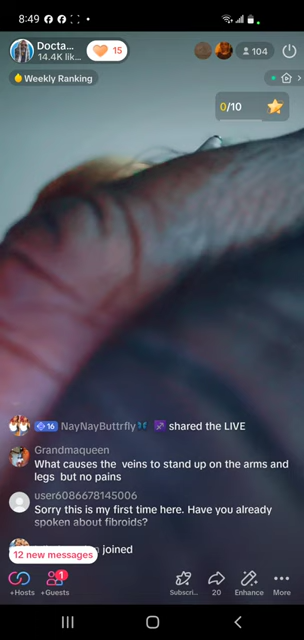 8:49
Docta...
14.4K lik...
15
104
Weekly Ranking
0/10
16 NayNayButtrfly shared the LIVE
Grandmaqueen
What causes the veins to stand up on the arms and
legs but no pains
user6086678145006
Sorry this is my first time here. Have you already
spoken about fibroids?
12 new messages
joined
1
+Hosts
+Guests
Subscri...
20
Enhance
More